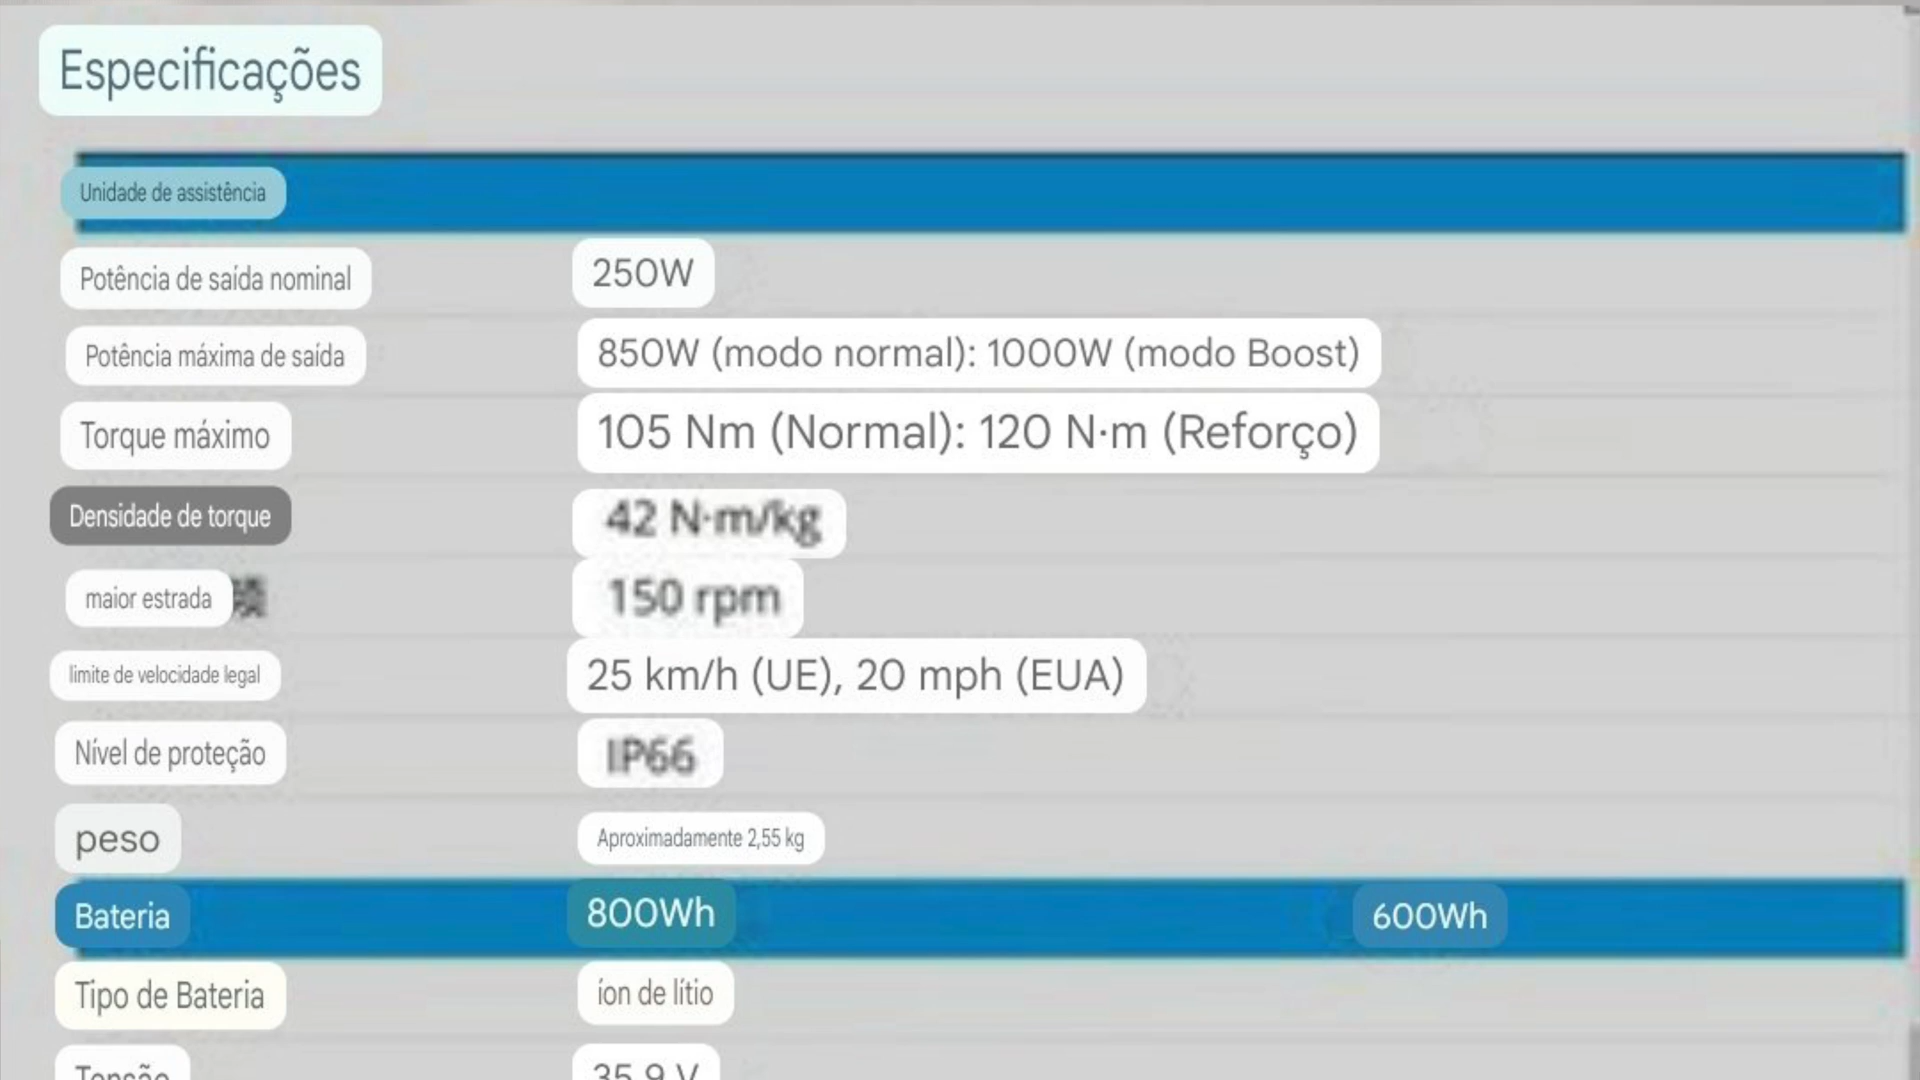 Especificações
Unidade de assistência
Potência de saída nominal 250W
Potência máxima de saída 850W (modo normal): 1000W (modo Boost)
Torque máximo 105 Nm (Normal): 120 N·m (Reforço)
Densidade de torque 42 N·m/kg
maior estrada 150 rpm
limite de velocidade legal 25 km/h (UE), 20 mph (EUA)
Nível de proteção IP66
peso Aproximadamente 2,55 kg
Bateria 800Wh 600Wh
Tipo de Bateria íon de lítio
Tensão 35.9 V